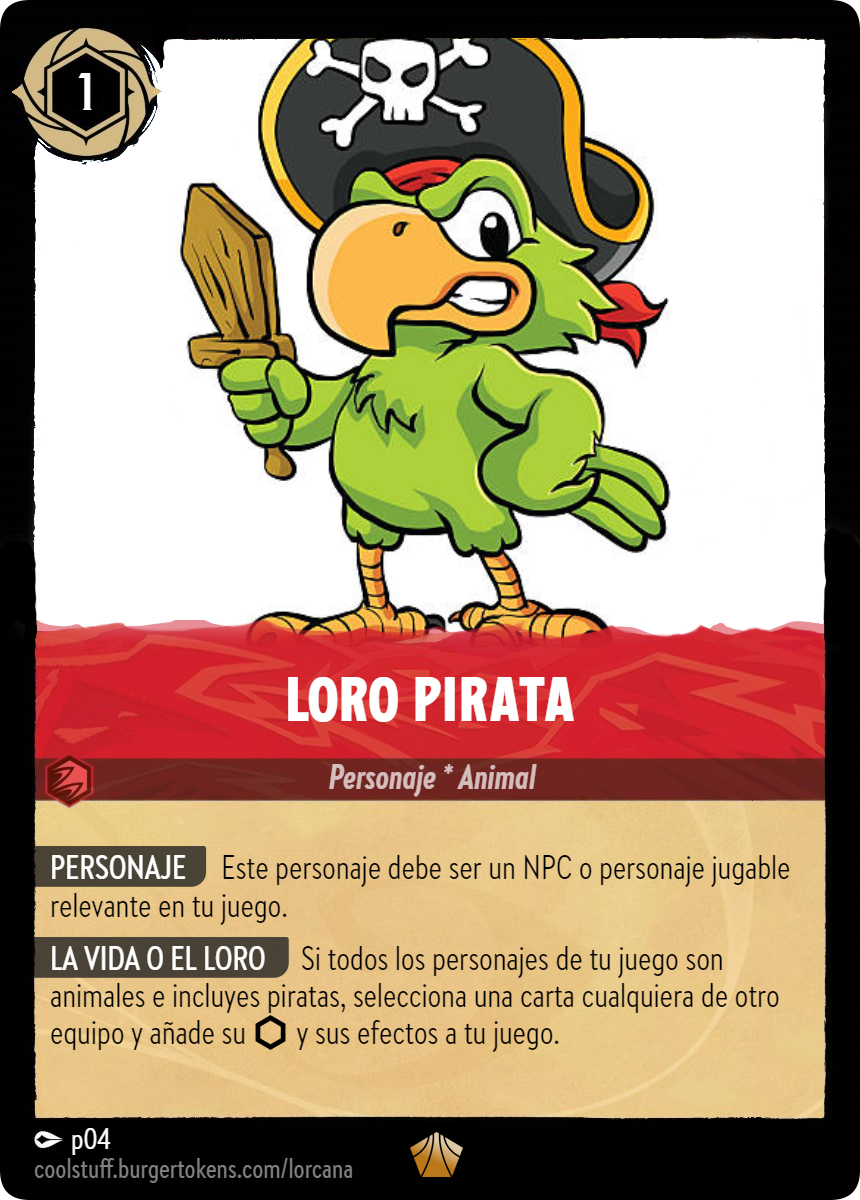 1
LORO PIRATA
Personaje * Animal
PERSONAJE Este personaje debe ser un NPC o personaje jugable
relevante en tu juego.
LA VIDA O EL LORO Si todos los personajes de tu juego son
animales e incluyes piratas, selecciona una carta cualquiera de otro
equipo y añade su y sus efectos a tu juego.
p04
coolstuff.burgertokens.com/lorcana